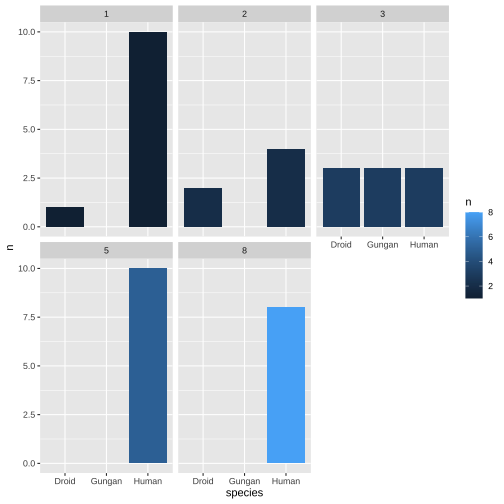 1 2 3
10.0
7.5
5.0
2.5
0.0
Droid Gungan Human
5 8
10.0
7.5
5.0
2.5
0.0
Droid Gungan Human Droid Gungan Human
species
n
n
8
6
4
2